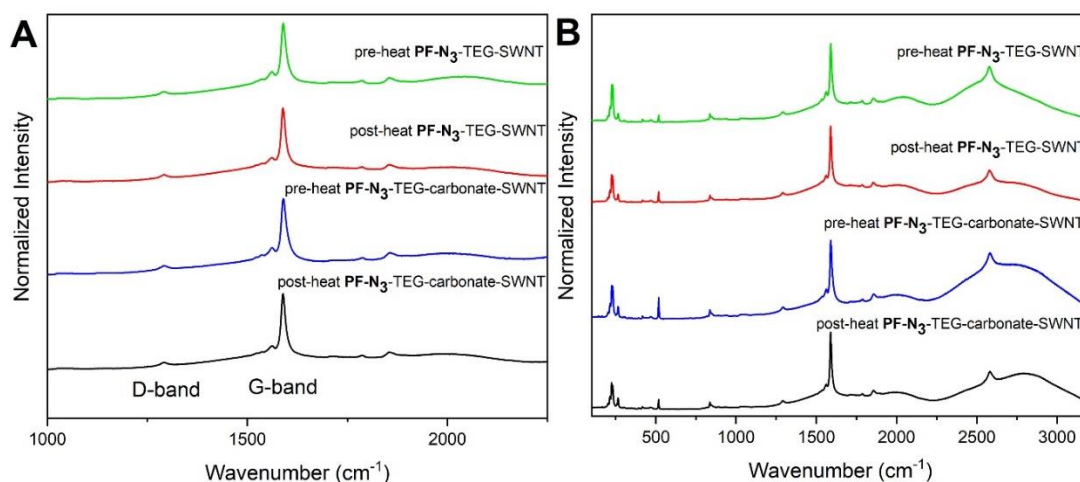 A
pre-heat PF-N3-TEG-SWNT
post-heat PF-N3-TEG-SWNT
pre-heat PF-N3-TEG-carbonate-SWNT
post-heat PF-N3-TEG-carbonate-SWNT
D-band
G-band
Normalized Intensity
1000
1500
2000
Wavenumber (cm-1)
B
pre-heat PF-N3-TEG-SWNT
post-heat PF-N3-TEG-SWNT
pre-heat PF-N3-TEG-carbonate-SWNT
post-heat PF-N3-TEG-carbonate-SWNT
Normalized Intensity
500
1000
1500
2000
2500
3000
Wavenumber (cm-1)